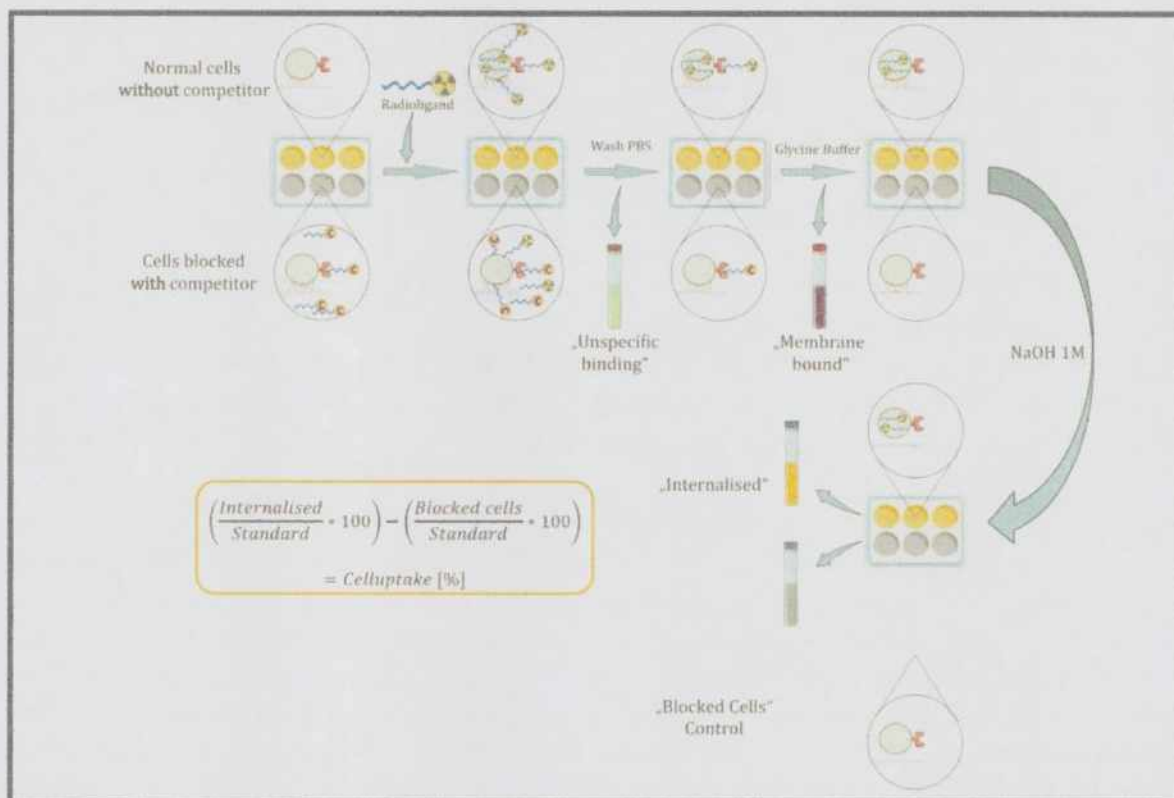 Normal cells
without competitor
Radioligand
Wash PBS
Glycine Buffer
Cells blocked
with competitor
„Unspecific
binding"
„Membrane
bound"
NaOH 1M
„Internalised"
(Internalised/Standard * 100) − (Blocked cells/Standard * 100)
= Celluptake [%]
„Blocked Cells"
Control